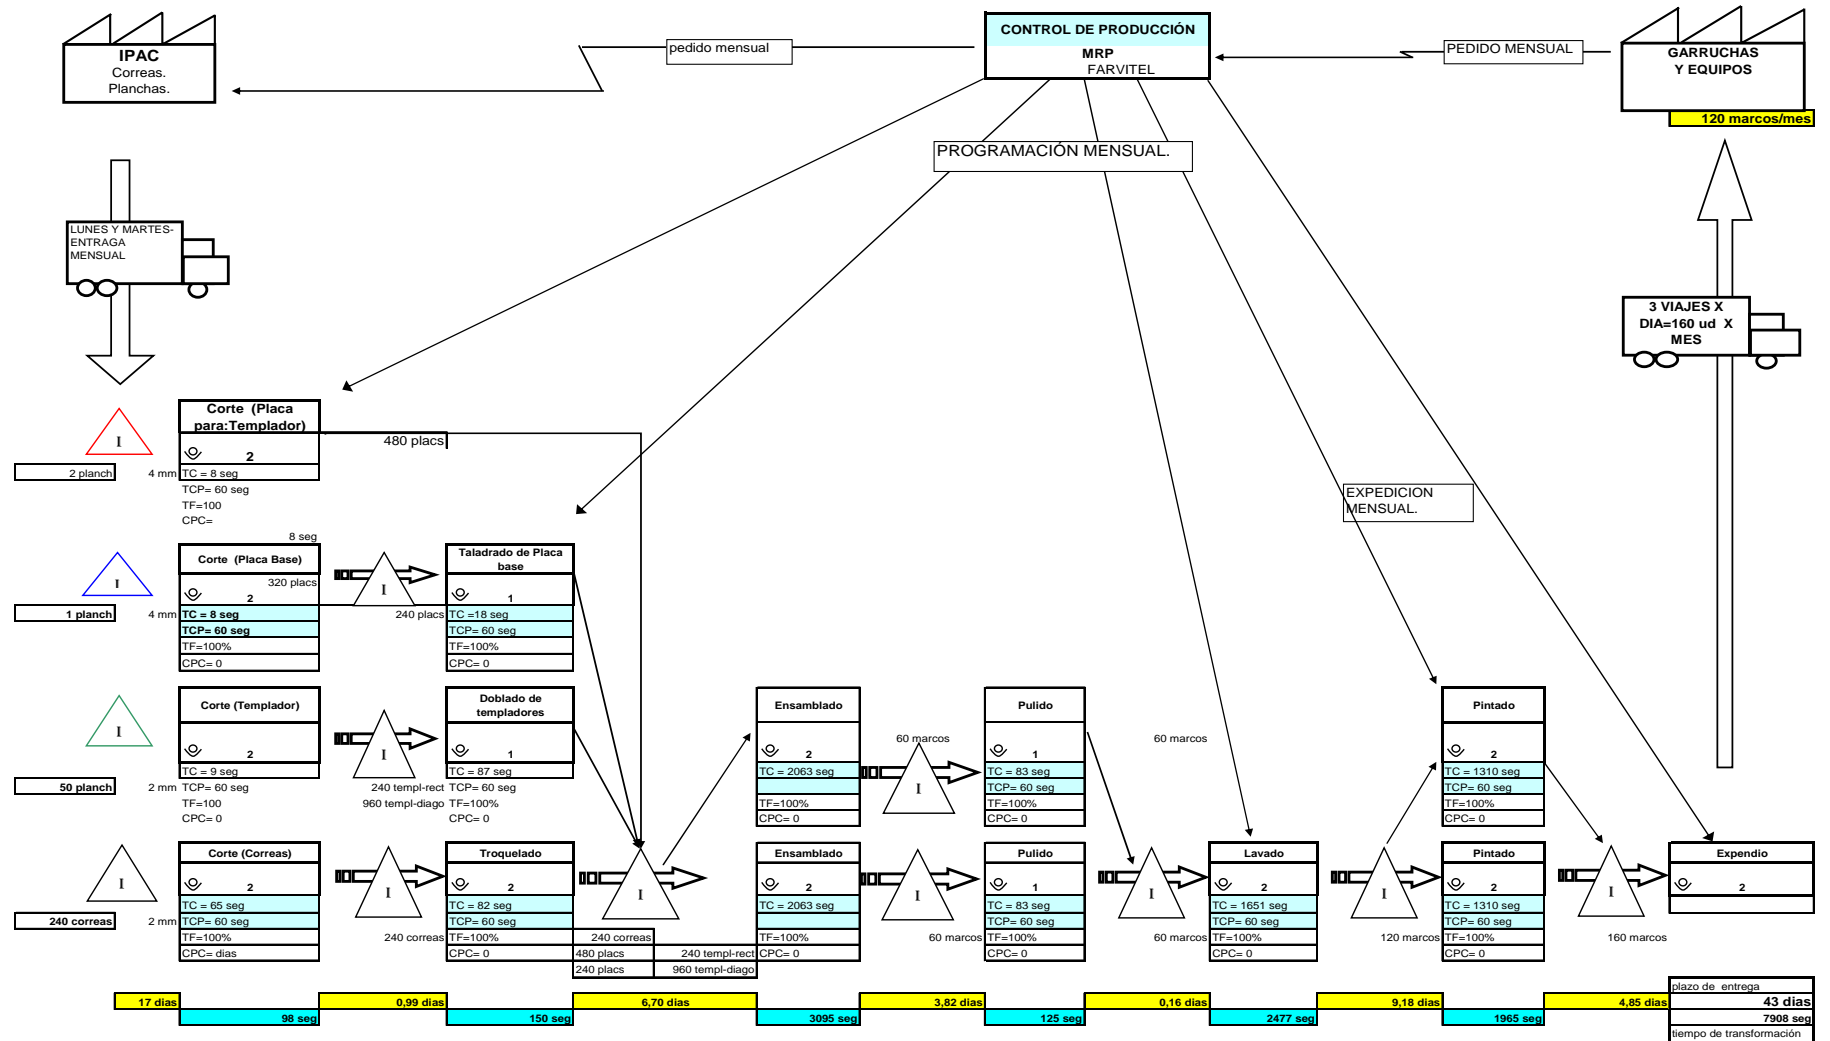 IPAC
Correas.
Planchas.
pedido mensual
CONTROL DE PRODUCCIÓN
MRP
FARVITEL
PEDIDO MENSUAL
GARRUCHAS
Y EQUIPOS
120 marcos/mes
PROGRAMACIÓN MENSUAL.
LUNES Y MARTES-
ENTRAGA
MENSUAL
3 VIAJES X
DIA=160 ud X
MES
EXPEDICION
MENSUAL.
I
2 planch
4 mm
Corte (Placa
para:Templador)
2
TC = 8 seg
TCP= 60 seg
TF=100
CPC=
480 placs
8 seg
I
1 planch
4 mm
Corte (Placa Base)
320 placs
2
TC = 8 seg
TCP= 60 seg
TF=100%
CPC= 0
I
240 placs
Taladrado de Placa
base
1
TC =18 seg
TCP= 60 seg
TF=100%
CPC= 0
I
50 planch
2 mm
Corte (Templador)
2
TC = 9 seg
TCP= 60 seg
TF=100
CPC= 0
I
240 templ-rect
960 templ-diago
Doblado de
templadores
1
TC = 87 seg
TCP= 60 seg
TF=100%
CPC= 0
Ensamblado
2
TC = 2063 seg
TF=100%
CPC= 0
60 marcos
I
Pulido
1
TC = 83 seg
TCP= 60 seg
TF=100%
CPC= 0
60 marcos
Pintado
2
TC = 1310 seg
TCP= 60 seg
TF=100%
CPC= 0
I
240 correas
2 mm
Corte (Correas)
2
TC = 65 seg
TCP= 60 seg
TF=100%
CPC= dias
I
240 correas
Troquelado
2
TC = 82 seg
TCP= 60 seg
TF=100%
CPC= 0
I
240 correas
480 placs
240 templ-rect
240 placs
960 templ-diago
Ensamblado
2
TC = 2063 seg
TF=100%
CPC= 0
I
60 marcos
Pulido
1
TC = 83 seg
TCP= 60 seg
TF=100%
CPC= 0
I
60 marcos
Lavado
2
TC = 1651 seg
TCP= 60 seg
TF=100%
CPC= 0
I
120 marcos
Pintado
2
TC = 1310 seg
TCP= 60 seg
TF=100%
CPC= 0
I
160 marcos
Expendio
2
17 dias
0,99 dias
6,70 dias
3,82 dias
0,16 dias
9,18 dias
4,85 dias
plazo de entrega
43 dias
98 seg
150 seg
3095 seg
125 seg
2477 seg
1965 seg
7908 seg
tiempo de transformación